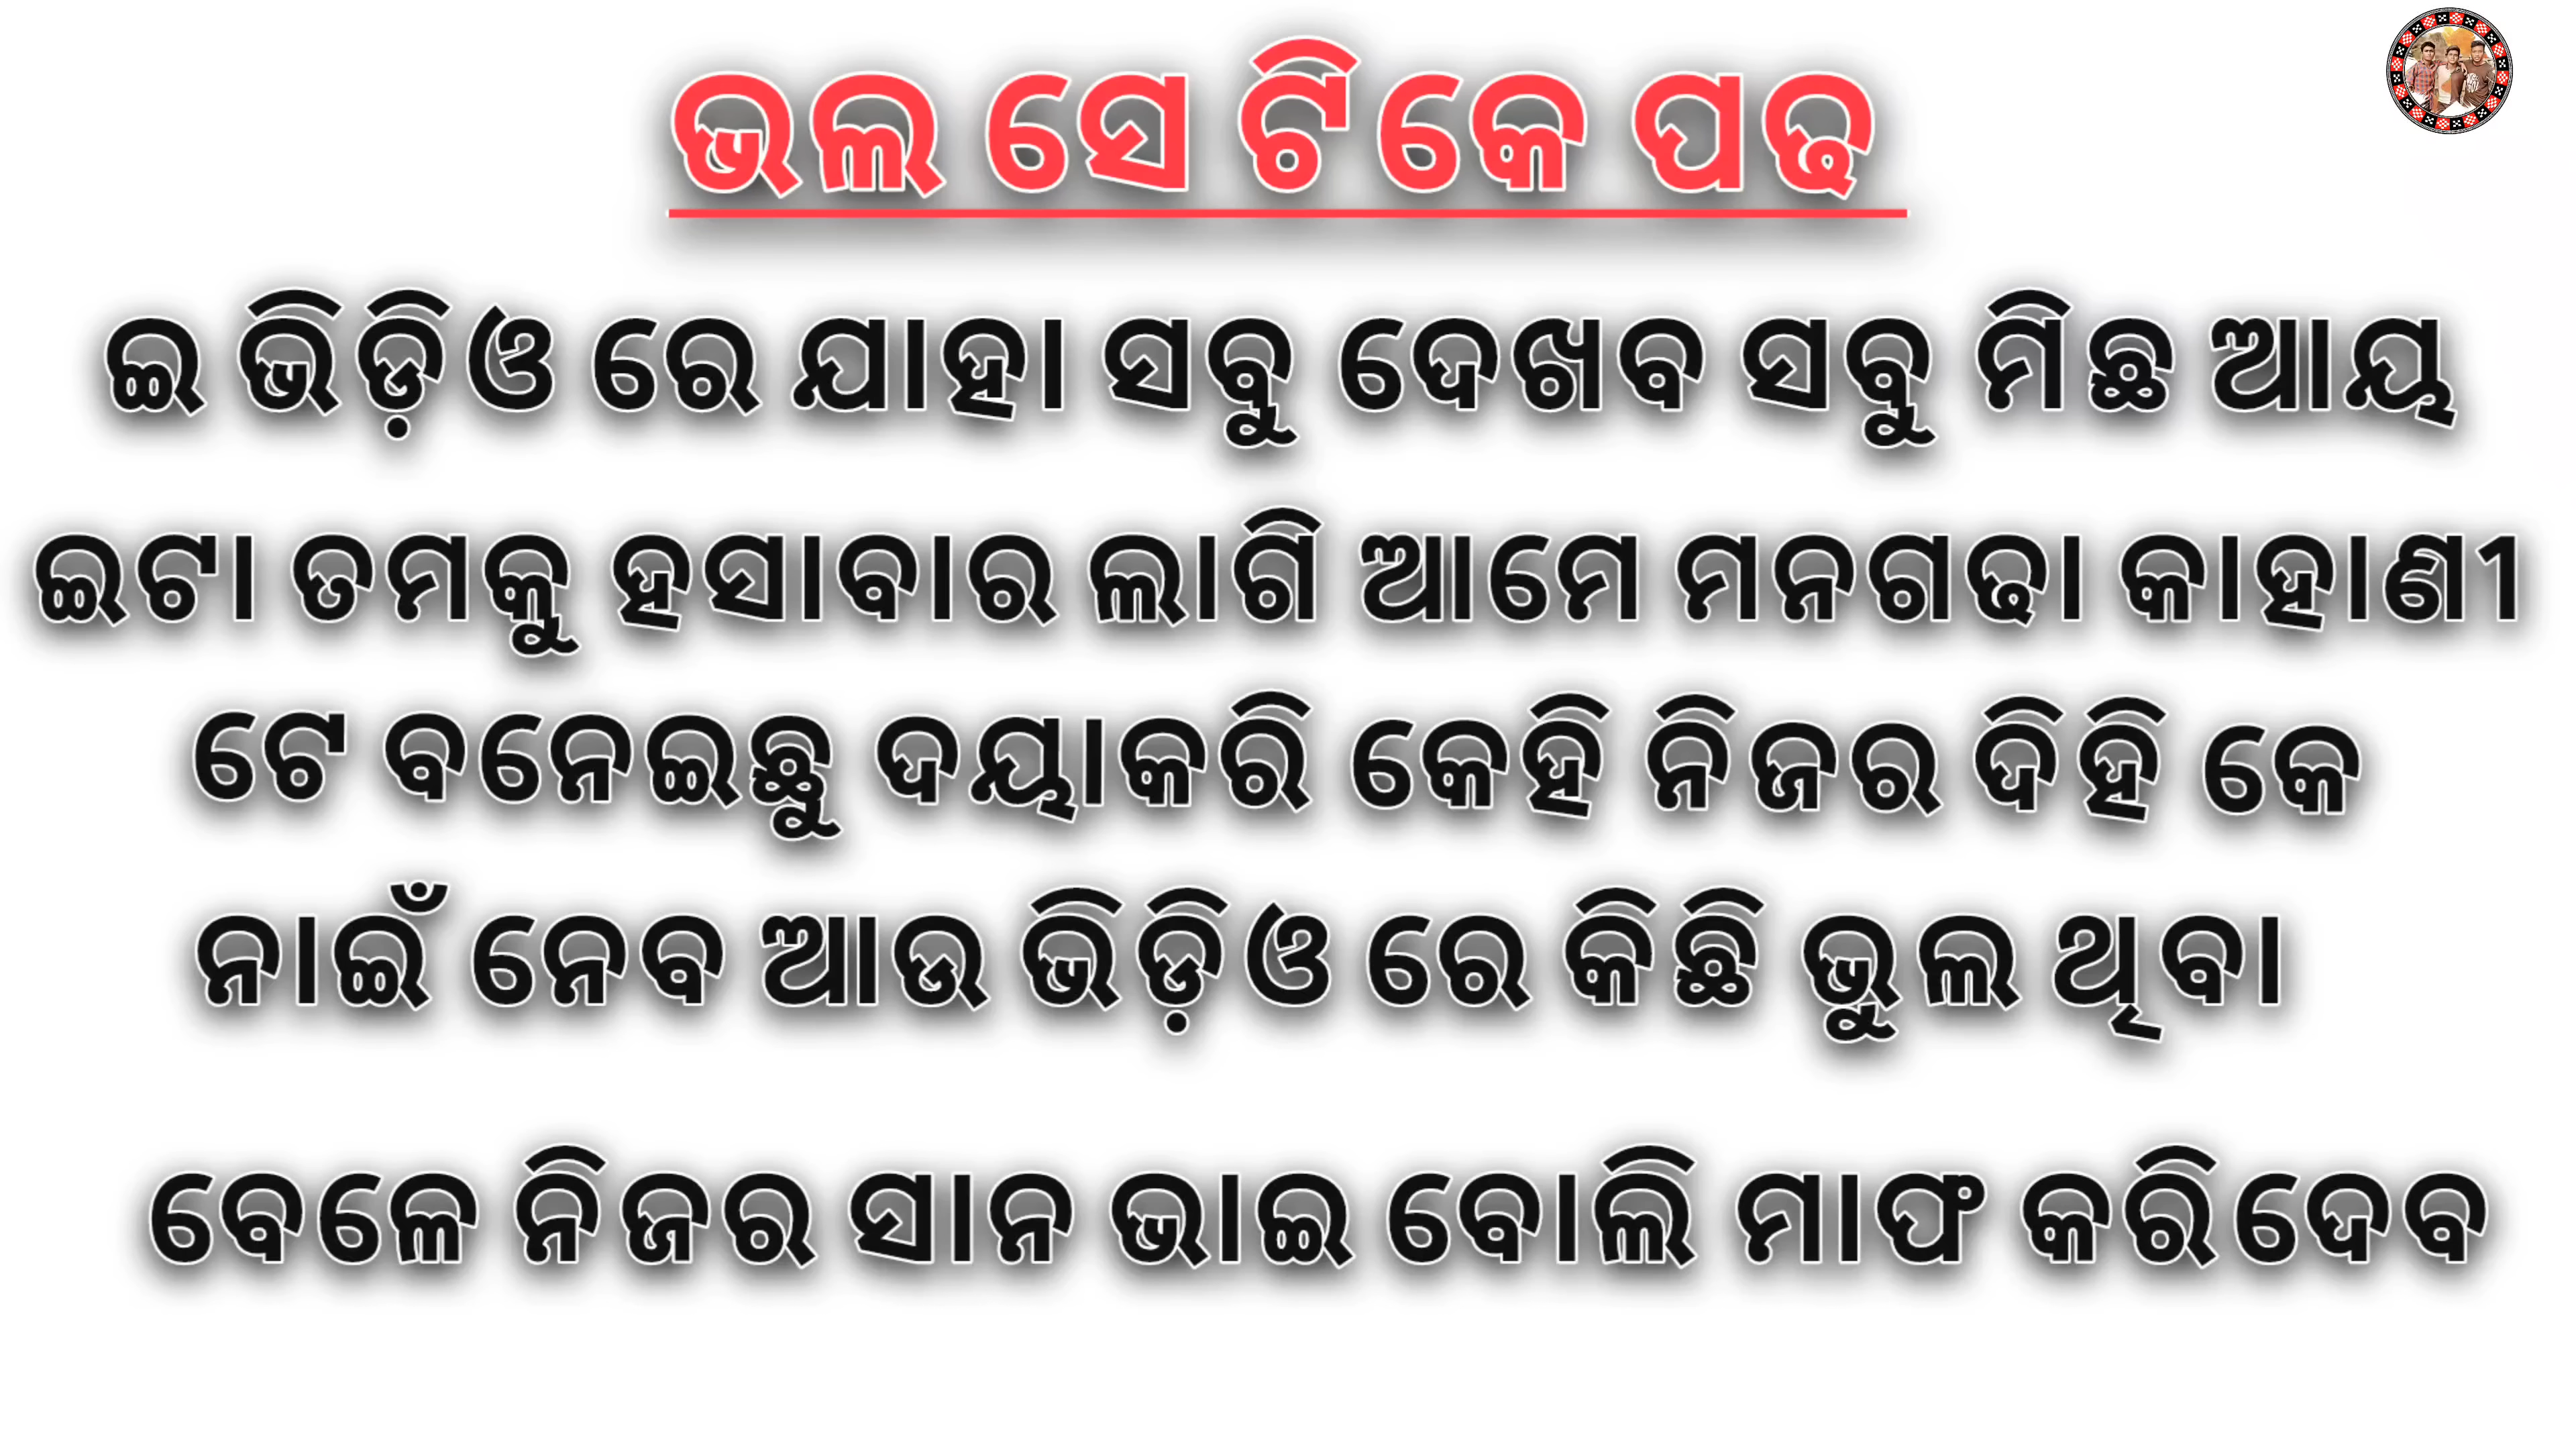 ଭଲ ସେ ଟିକେ ପଢ
ଇ ଭିଡ଼ିଓ ରେ ଯାହା ସବୁ ଦେଖବ ସବୁ ମିଛ ଆୟ
ଇଟା ତମକୁ ହସାବାର ଲାଗି ଆମେ ମନଗଢା କାହାଣୀ
ଟେ ବନେଇଛୁ ଦୟାକରି କେହି ନିଜର ଦିହି କେ
ନାଇଁ ନେବ ଆଉ ଭିଡ଼ିଓ ରେ କିଛି ଭୁଲ ଥିବା
ବେଳେ ନିଜର ସାନ ଭାଇ ବୋଲି ମାଫ କରିଦେବ